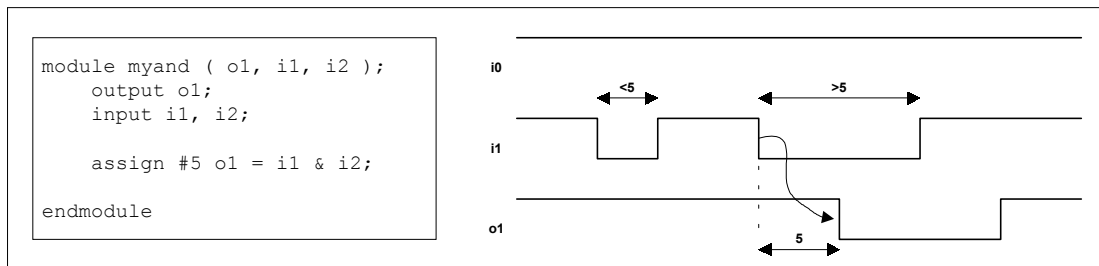 module myand ( o1, i1, i2 );
output o1;
input i1, i2;
assign #5 o1 = i1 & i2;
endmodule
i0
<5
>5
i1
o1
5